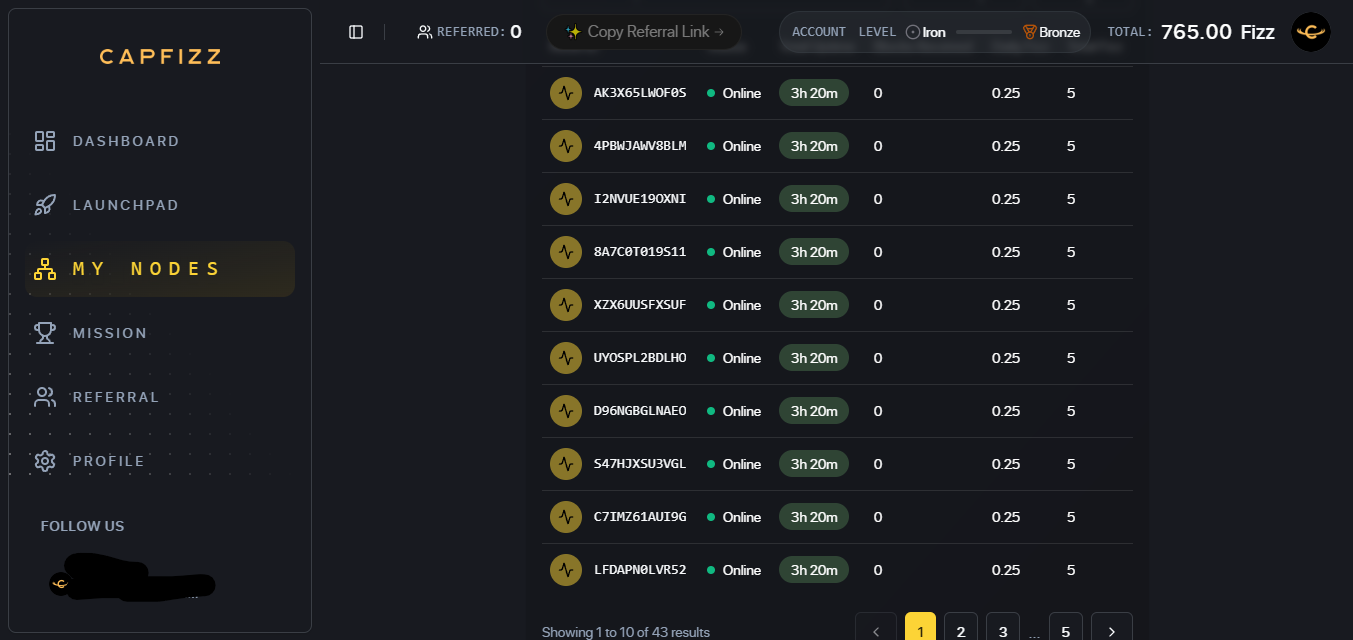 CAPFIZZ
DASHBOARD
LAUNCHPAD
MY NODES
MISSION
REFERRAL
PROFILE
FOLLOW US
REFERRED: 0
Copy Referral Link →
ACCOUNT LEVEL Iron Bronze
TOTAL: 765.00 Fizz
AK3X65LWOF0S Online 3h 20m 0 0.25 5
4PBWJAWV8BLM Online 3h 20m 0 0.25 5
I2NVUE19OXNI Online 3h 20m 0 0.25 5
8A7C0T019S11 Online 3h 20m 0 0.25 5
XZX6UUSFXSUF Online 3h 20m 0 0.25 5
UYOSPL2BDLHO Online 3h 20m 0 0.25 5
D96NGBGLNAEO Online 3h 20m 0 0.25 5
S47HJXSU3VGL Online 3h 20m 0 0.25 5
C7IMZ61AUI9G Online 3h 20m 0 0.25 5
LFDAPN0LVR52 Online 3h 20m 0 0.25 5
Showing 1 to 10 of 43 results
1 2 3 ... 5